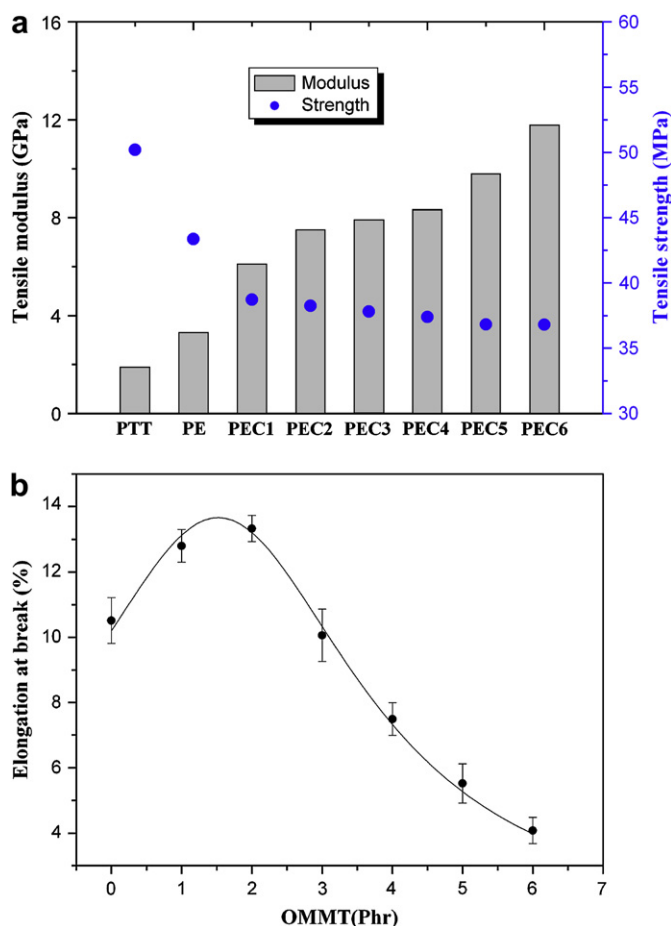 a
Tensile modulus (GPa)
16
12
8
4
0
Modulus
Strength
60
55
50
45
40
35
30
Tensile strength (MPa)
PTT PE PEC1 PEC2 PEC3 PEC4 PEC5 PEC6
b
Elongation at break (%)
14
12
10
8
6
4
0 1 2 3 4 5 6 7
OMMT(Phr)